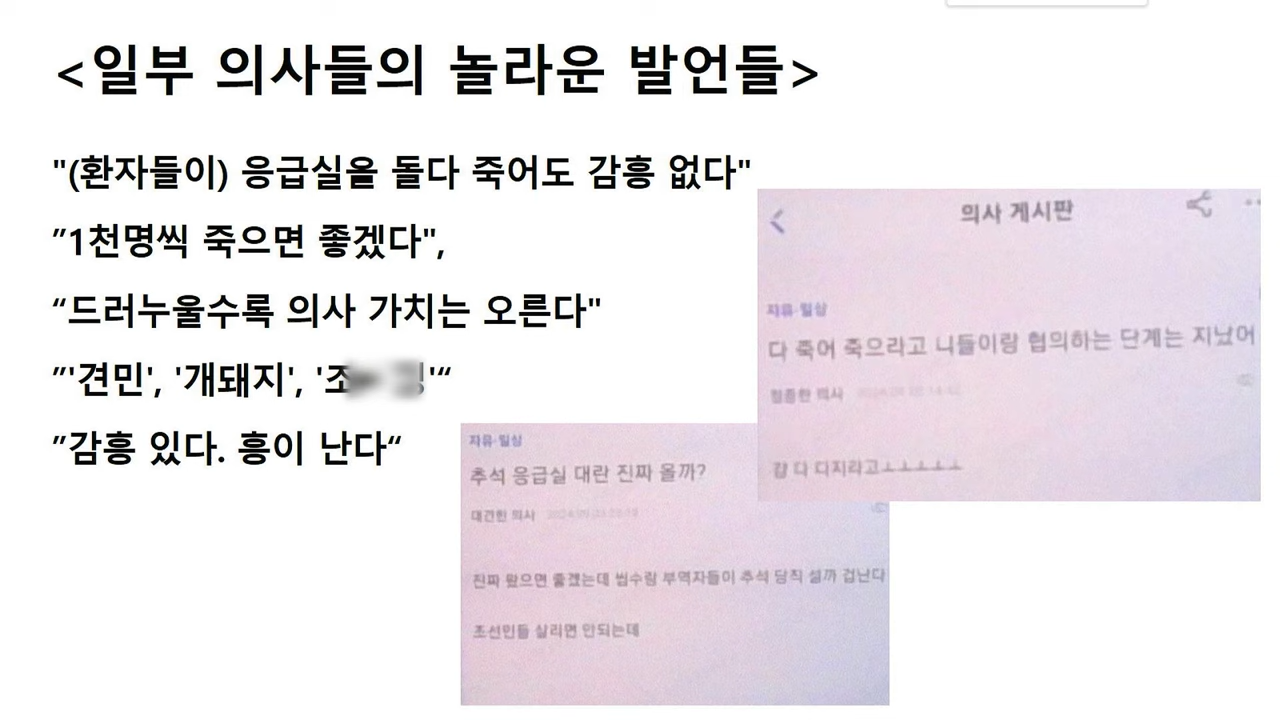 <일부 의사들의 놀라운 발언들>
"(환자들이) 응급실을 돌다 죽어도 감흥 없다"
”1천명씩 죽으면 좋겠다",
“드러누울수록 의사 가치는 오른다"
”'견민', '개돼지', '조'“
”감흥 있다. 흥이 난다“
의사 게시판
자유·일상
다 죽어 죽으라고 니들이랑 협의하는 단계는 지났어
의사
걍 다 디지라고ㅗㅗㅗㅗㅗ
자유·일상
추석 응급실 대란 진짜 올까?
대견한 의사
진짜 왔으면 좋겠는데 씹수랑 부역자들이 추석 당직 설까 겁난다
조선인들 살리면 안되는데